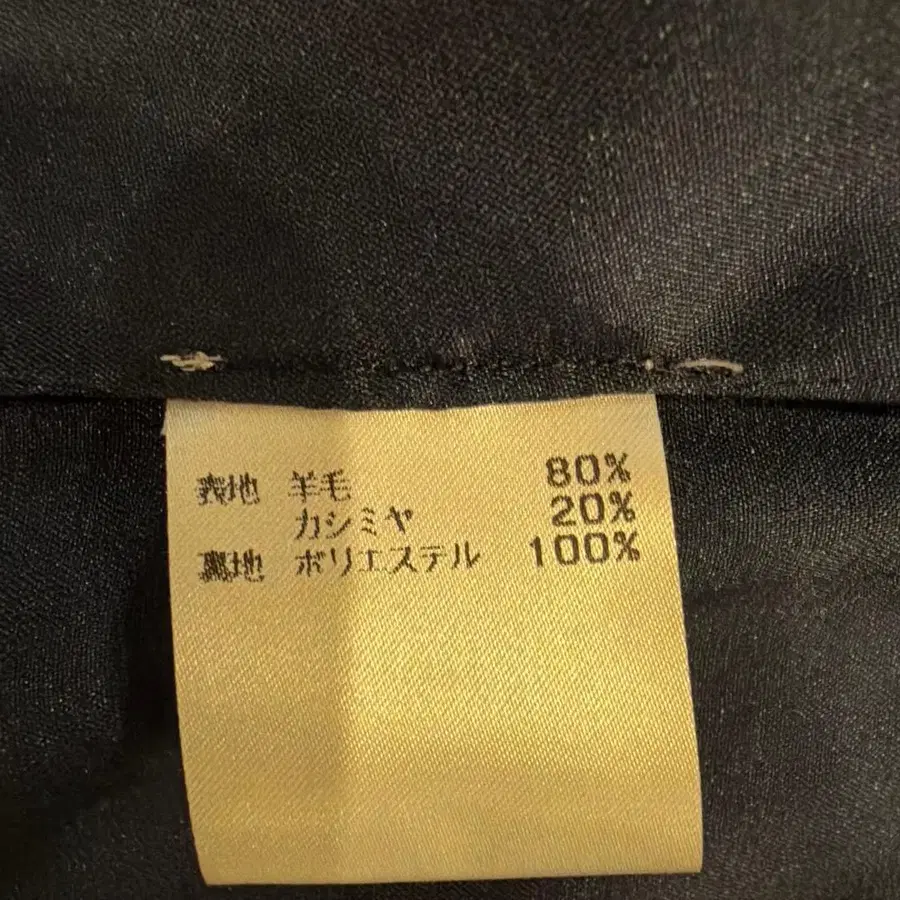 表地 羊毛 80%
カシミヤ 20%
裏地 ポリエステル 100%